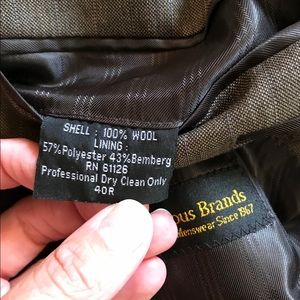 SHELL : 100% WOOL
LINING :
57%Polyester 43%Bemberg
RN 61126
Professional Dry Clean Only
40R
ous Brands
Menswear Since 1967